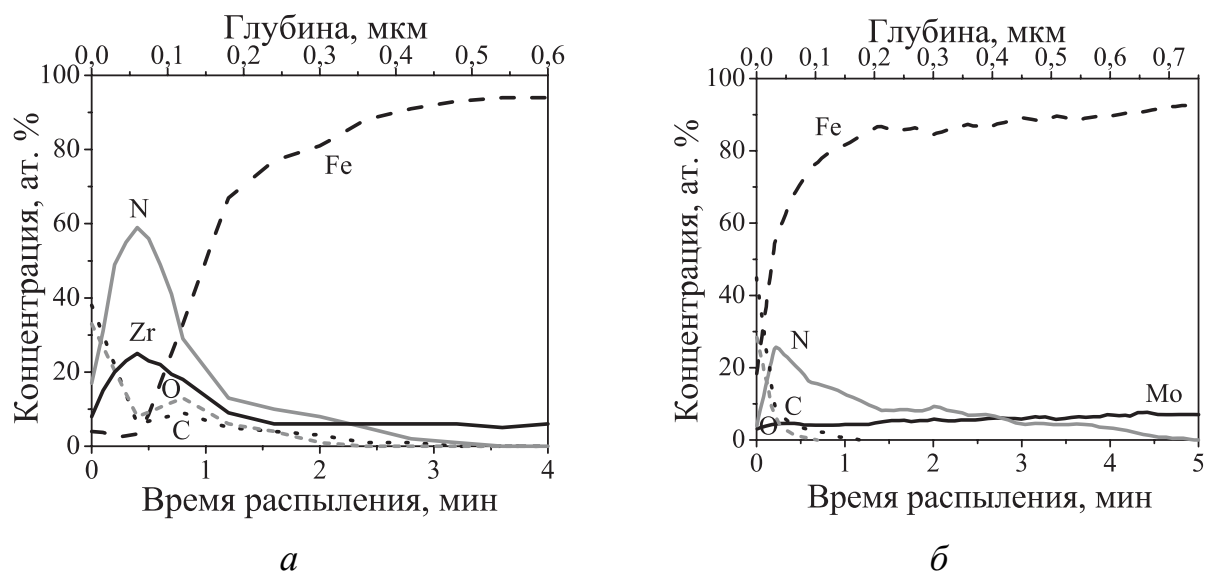 Глубина, мкм
0,0 0,1 0,2 0,3 0,4 0,5 0,6
Концентрация, ат. %
100
80
60
40
20
0
Fe
N
Zr
O
C
0 1 2 3 4
Время распыления, мин
а
Глубина, мкм
0,0 0,1 0,2 0,3 0,4 0,5 0,6 0,7
Концентрация, ат. %
100
80
60
40
20
0
Fe
N
Mo
C
O
0 1 2 3 4 5
Время распыления, мин
б